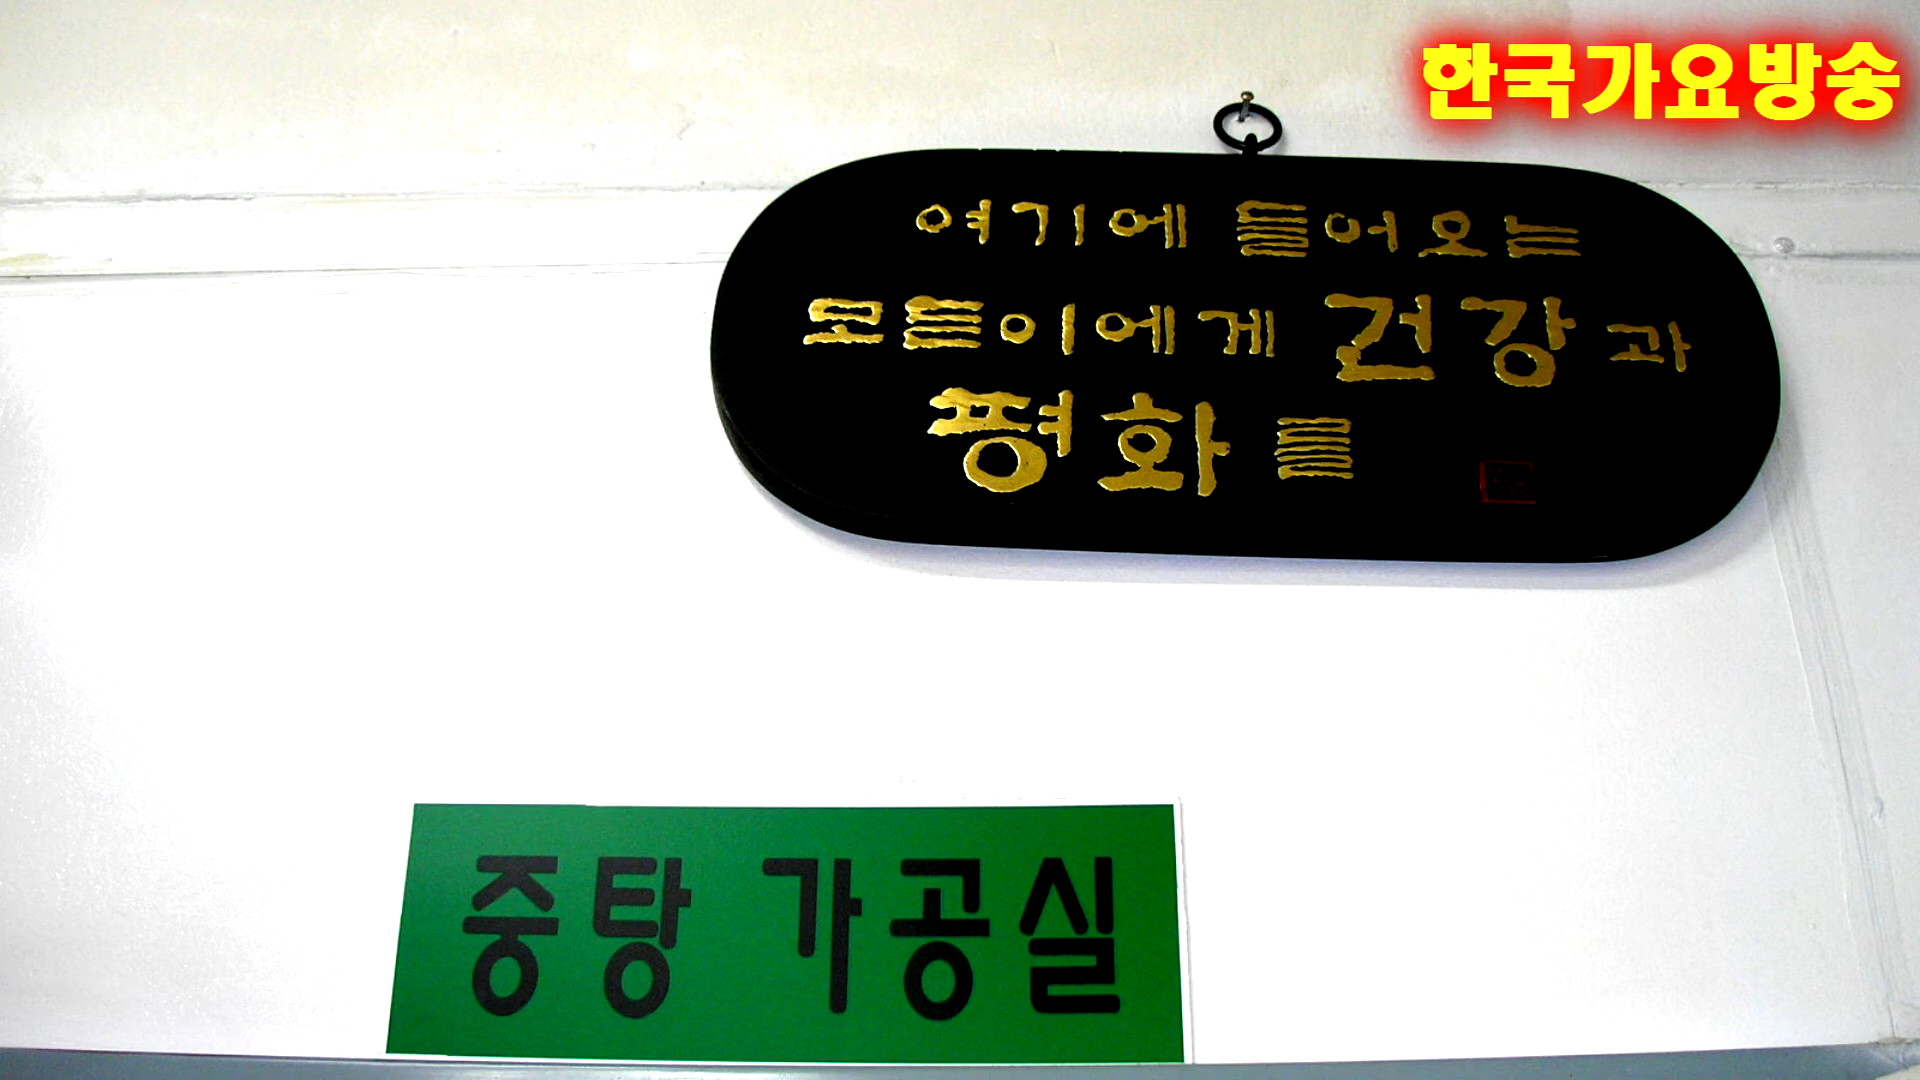 한국가요방송
여기에 들어오는
모든이에게 건강과
평화를
중탕 가공실